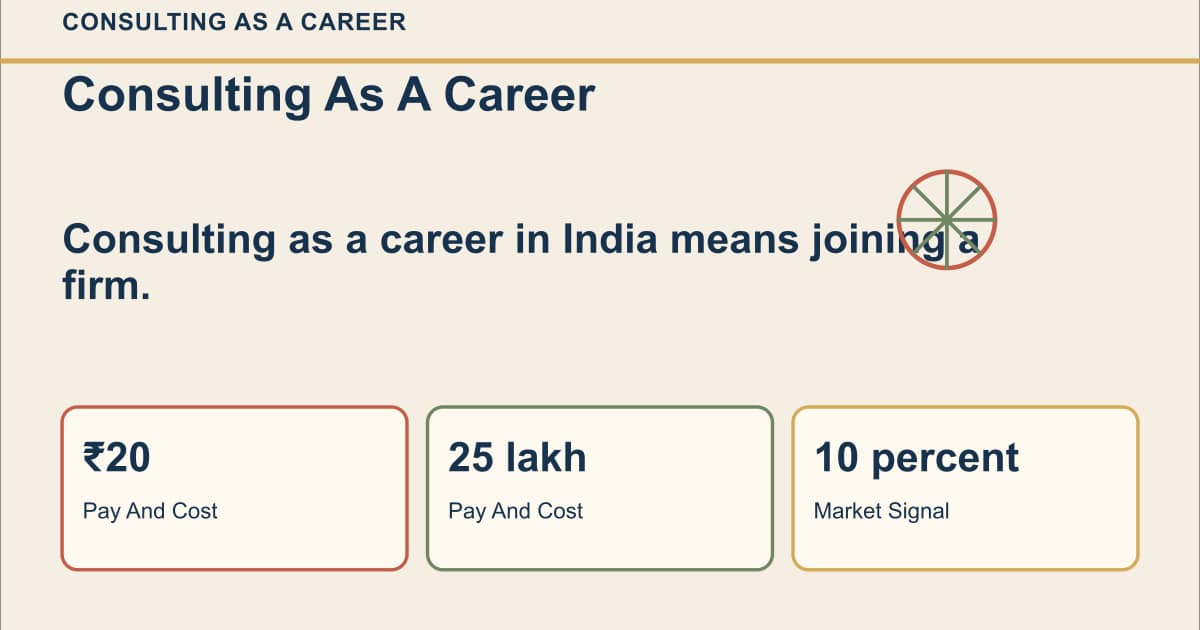 CONSULTING AS A CAREER
Consulting As A Career
Consulting as a career in India means joining a
firm.
₹20
Pay And Cost
25 lakh
Pay And Cost
10 percent
Market Signal